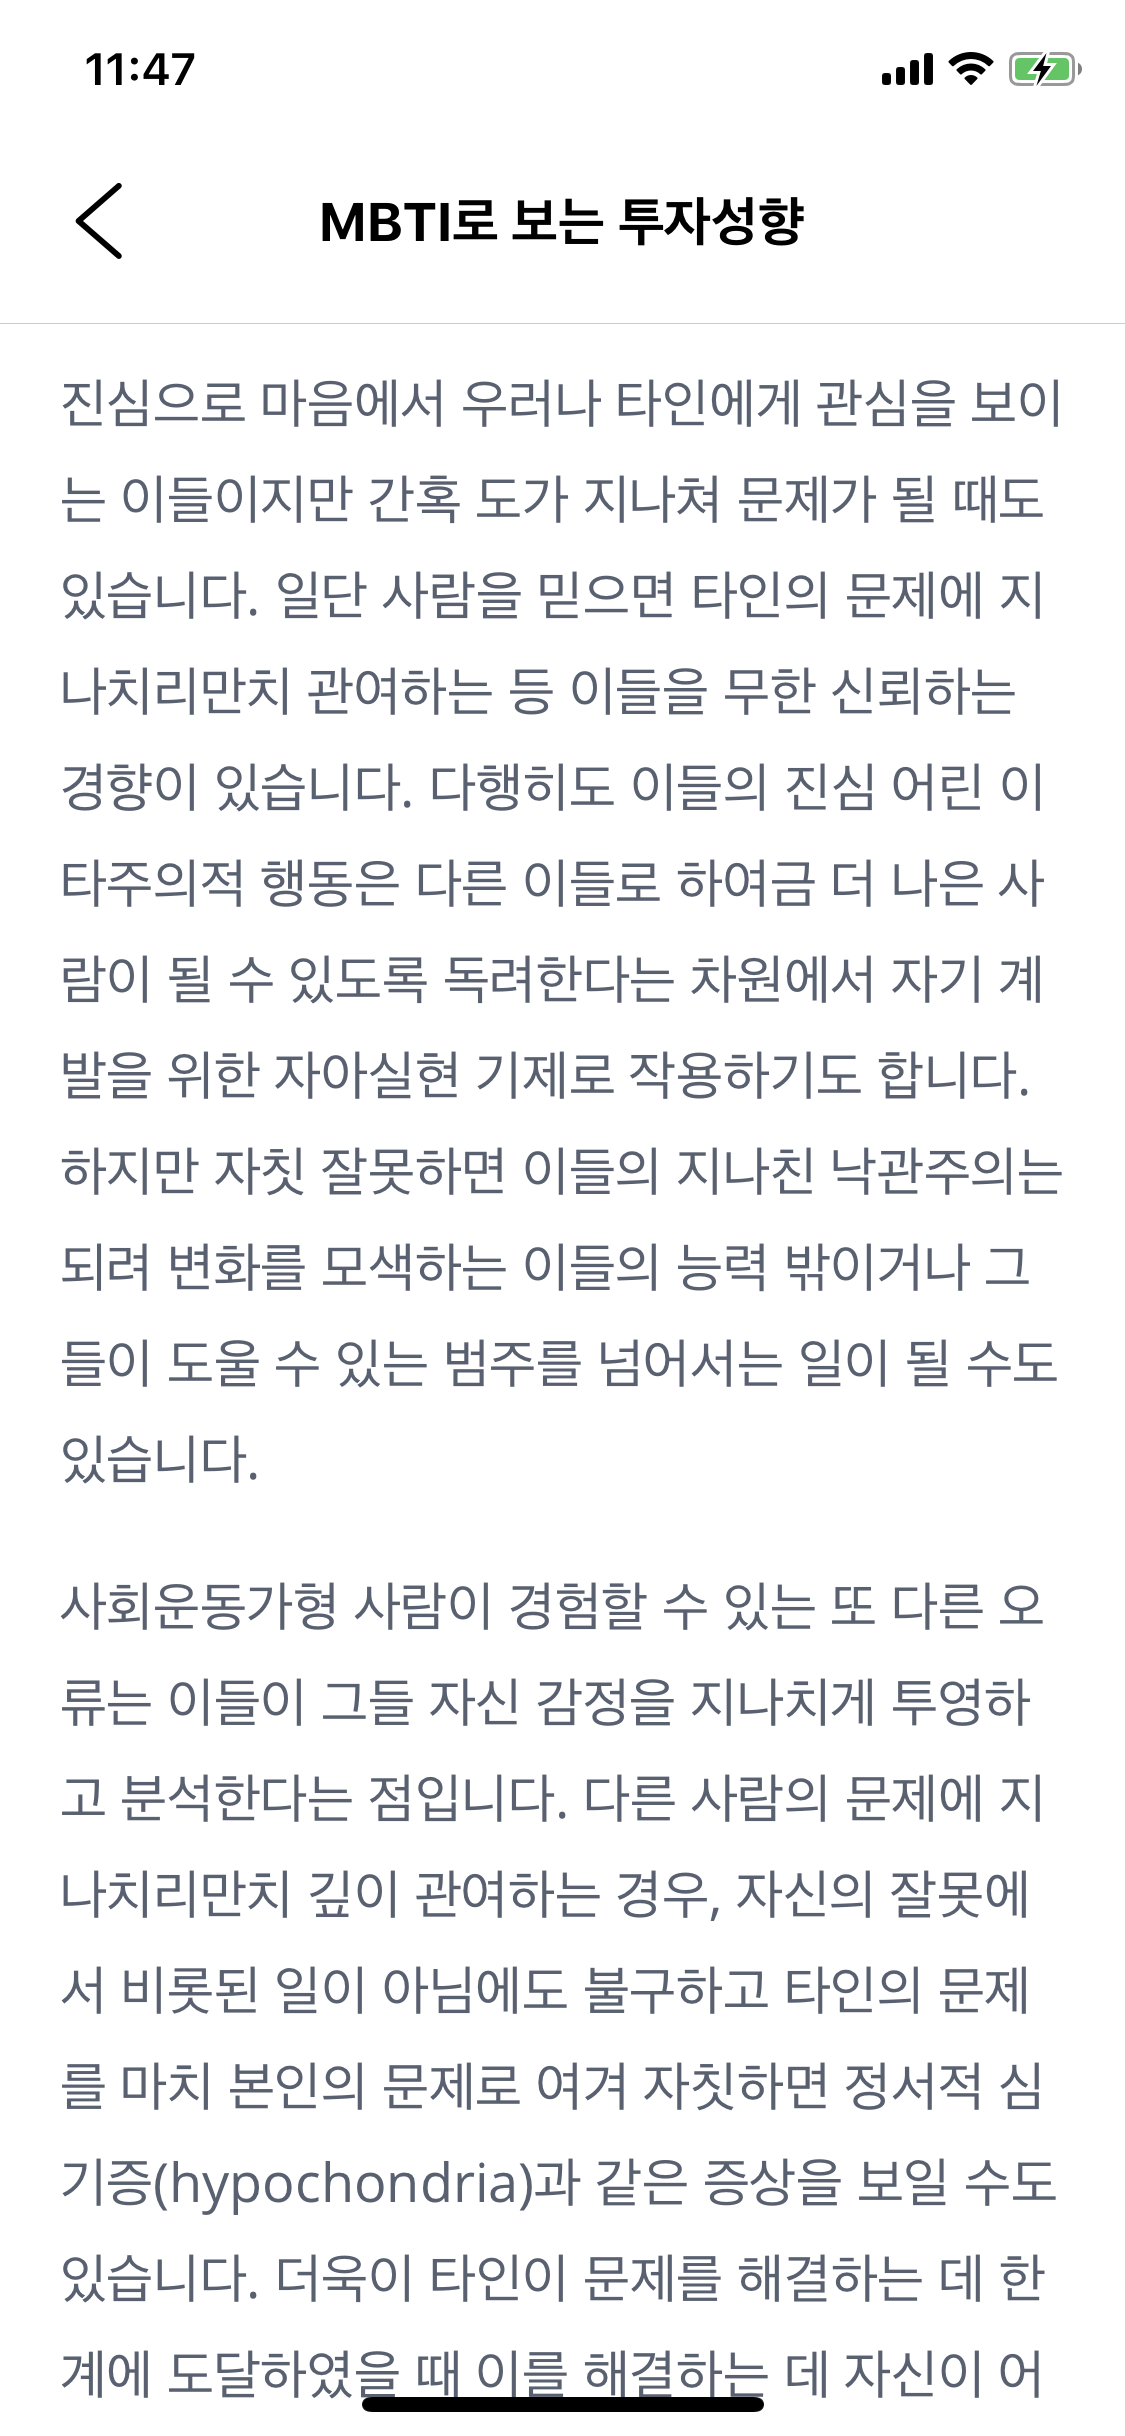 11:47
MBTI로 보는 투자성향
진심으로 마음에서 우러나 타인에게 관심을 보이
는 이들이지만 간혹 도가 지나쳐 문제가 될 때도
있습니다. 일단 사람을 믿으면 타인의 문제에 지
나치리만치 관여하는 등 이들을 무한 신뢰하는
경향이 있습니다. 다행히도 이들의 진심 어린 이
타주의적 행동은 다른 이들로 하여금 더 나은 사
람이 될 수 있도록 독려한다는 차원에서 자기 계
발을 위한 자아실현 기제로 작용하기도 합니다.
하지만 자칫 잘못하면 이들의 지나친 낙관주의는
되려 변화를 모색하는 이들의 능력 밖이거나 그
들이 도울 수 있는 범주를 넘어서는 일이 될 수도
있습니다.
사회운동가형 사람이 경험할 수 있는 또 다른 오
류는 이들이 그들 자신 감정을 지나치게 투영하
고 분석한다는 점입니다. 다른 사람의 문제에 지
나치리만치 깊이 관여하는 경우, 자신의 잘못에
서 비롯된 일이 아님에도 불구하고 타인의 문제
를 마치 본인의 문제로 여겨 자칫하면 정서적 심
기증(hypochondria)과 같은 증상을 보일 수도
있습니다. 더욱이 타인이 문제를 해결하는 데 한
계에 도달하였을 때 이를 해결하는 데 자신이 어